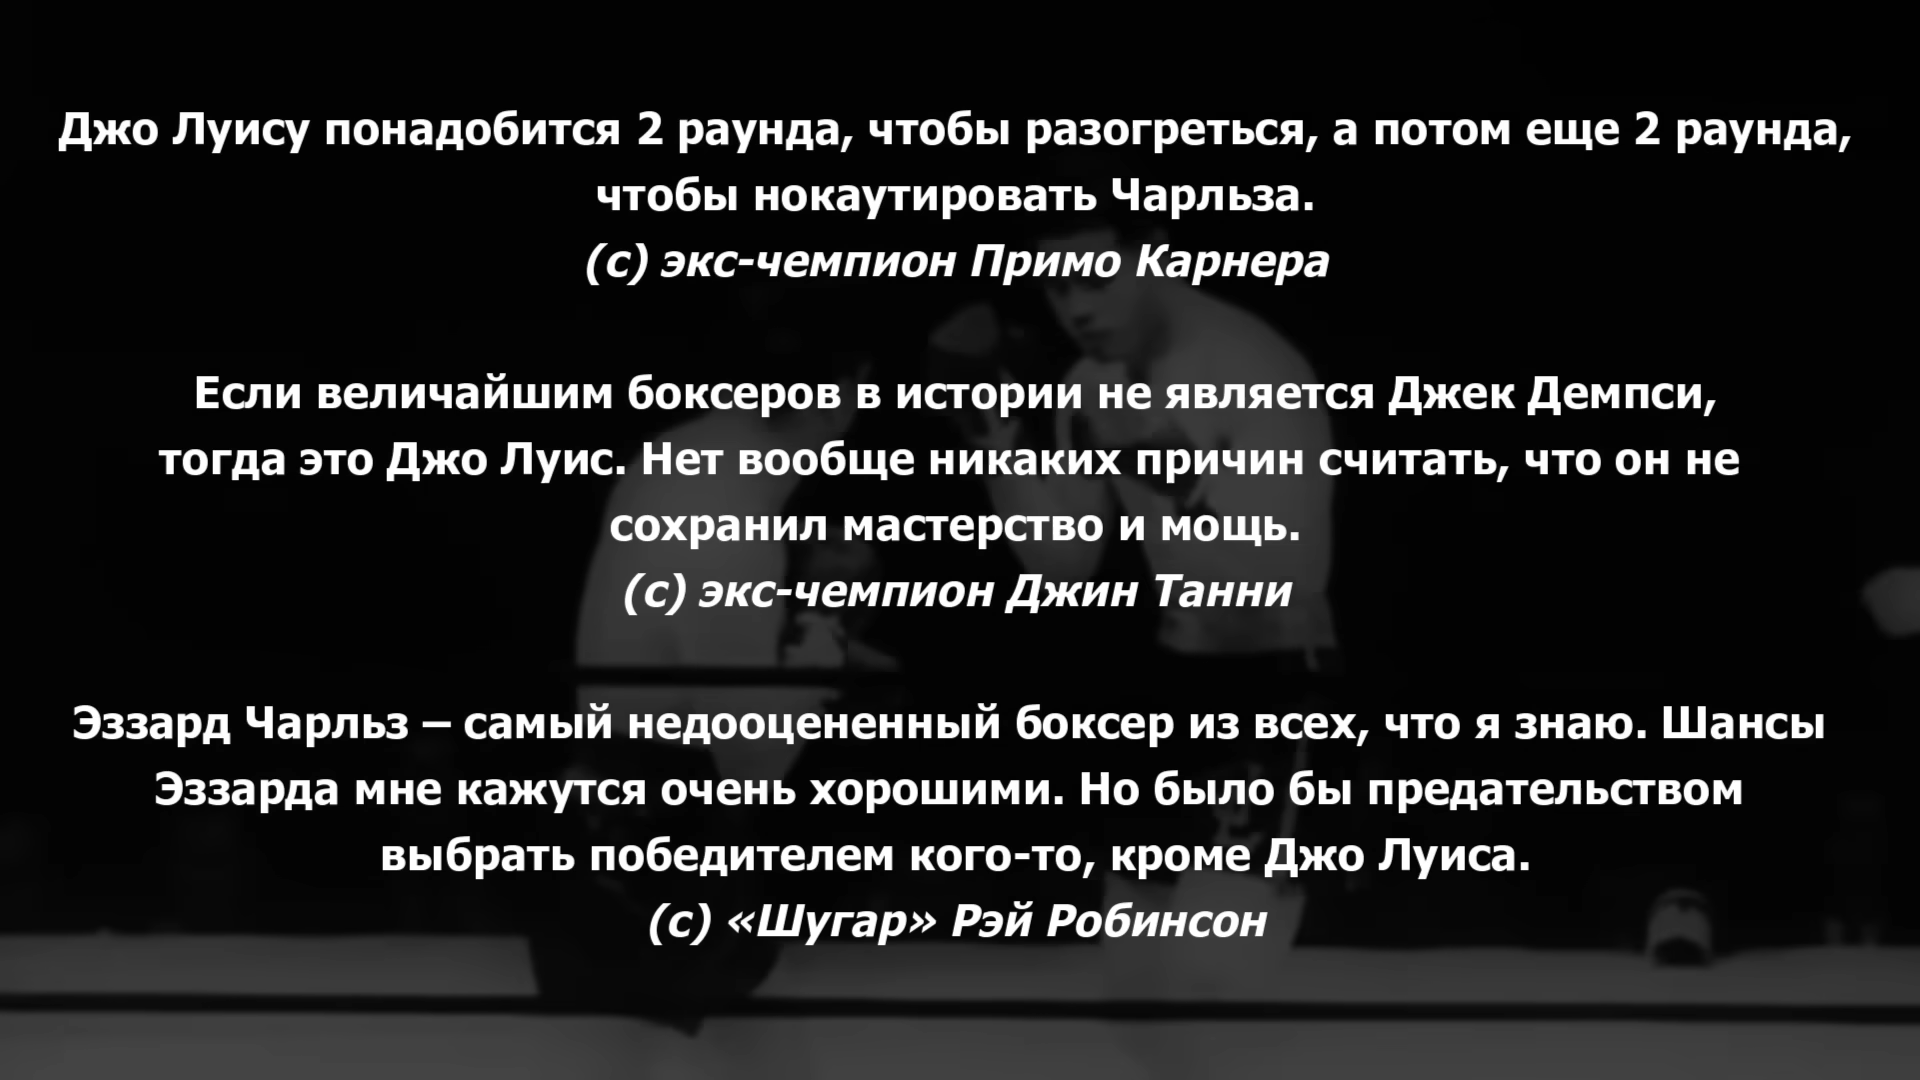 Джо Луису понадобится 2 раунда, чтобы разогреться, а потом еще 2 раунда,
чтобы нокаутировать Чарльза.
(с) экс-чемпион Примо Карнера
Если величайшим боксеров в истории не является Джек Демпси,
тогда это Джо Луис. Нет вообще никаких причин считать, что он не
сохранил мастерство и мощь.
(с) экс-чемпион Джин Танни
Эззард Чарльз – самый недооцененный боксер из всех, что я знаю. Шансы
Эззарда мне кажутся очень хорошими. Но было бы предательством
выбрать победителем кого-то, кроме Джо Луиса.
(с) «Шугар» Рэй Робинсон